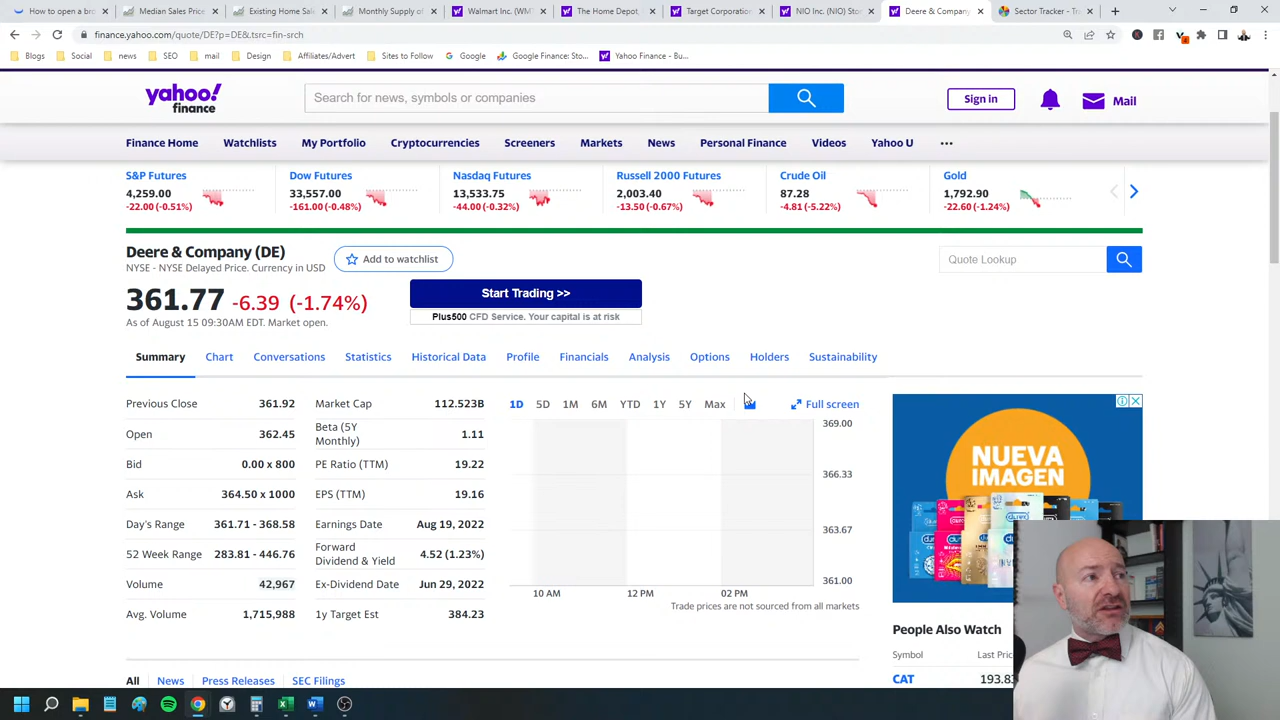 How to open a bro
Median Sales Price
Existing Home Sale
Monthly Supply of
Walmart Inc. (WM
The Home Depot,
Target Corporation
NIO Inc. (NIO) Sto
Deere & Company
Sector Tracker - Tr
finance.yahoo.com/quote/DE?p=DE&.tsrc=fin-srch
Blogs Social news SEO mail Design Affiliates/Advert Sites to Follow Google Google Finance: Sto... Yahoo Finance - Bu...
yahoo!
finance
Search for news, symbols or companies
Sign in
Mail
Finance Home Watchlists My Portfolio Cryptocurrencies Screeners Markets News Personal Finance Videos Yahoo U
S&P Futures Dow Futures Nasdaq Futures Russell 2000 Futures Crude Oil Gold
4,259.00 33,557.00 13,533.75 2,003.40 87.28 1,792.90
-22.00 (-0.51%) -161.00 (-0.48%) -44.00 (-0.32%) -13.50 (-0.67%) -4.81 (-5.22%) -22.60 (-1.24%)
Deere & Company (DE)
Add to watchlist
Quote Lookup
NYSE - NYSE Delayed Price. Currency in USD
361.77 -6.39 (-1.74%)
Start Trading >>
Plus500 CFD Service. Your capital is at risk
As of August 15 09:30AM EDT. Market open.
Summary Chart Conversations Statistics Historical Data Profile Financials Analysis Options Holders Sustainability
Previous Close 361.92 Market Cap 112.523B
1D 5D 1M 6M YTD 1Y 5Y Max Full screen
Open 362.45 Beta (5Y Monthly) 1.11
Bid 0.00 x 800 PE Ratio (TTM) 19.22
Ask 364.50 x 1000 EPS (TTM) 19.16
Day's Range 361.71 - 368.58 Earnings Date Aug 19, 2022
52 Week Range 283.81 - 446.76 Forward Dividend & Yield 4.52 (1.23%)
Volume 42,967 Ex-Dividend Date Jun 29, 2022
Avg. Volume 1,715,988 1y Target Est 384.23
369.00
366.33
363.67
361.00
10 AM 12 PM 02 PM
Trade prices are not sourced from all markets
NUEVA
IMAGEN
durex
People Also Watch
Symbol Last Pri
CAT 193.83
All News Press Releases SEC Filings